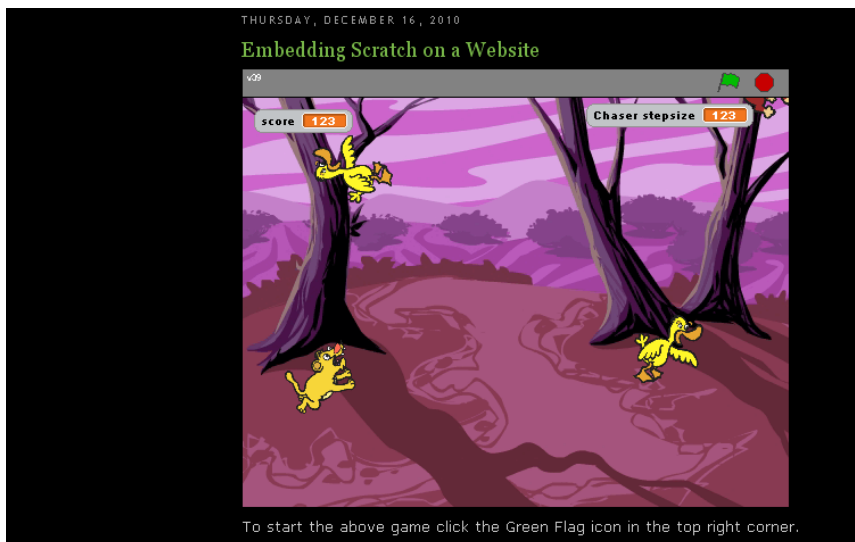 THURSDAY, DECEMBER 16, 2010
Embedding Scratch on a Website
v39
score 123
Chaser stepsize 123
To start the above game click the Green Flag icon in the top right corner.